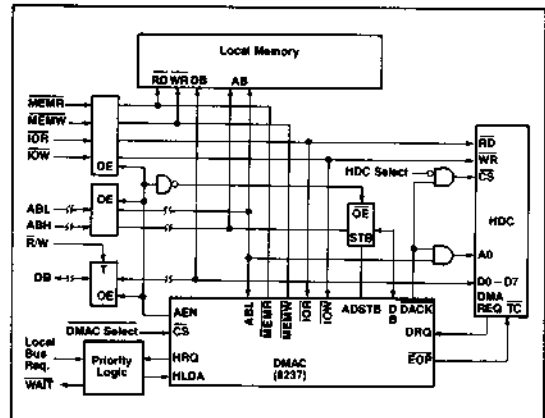 Local Memory
RD WR DB AB
MEMR
MEMW
IOR
IOW
OE
RD
WR
HDC Select
CS
HDC
OE
ABL
ABH
OE
STB
R/W
A0
T
DB
OE
D0 – D7
DMA
REQ TC
AEN
ABL
MEMR
MEMW
IOR
IOW
ADSTB
DB
DACK
DMAC Select
CS
DRQ
Local
Bus
Req.
Priority
Logic
HRQ
HLDA
DMAC
(8237)
EOP
WAIT